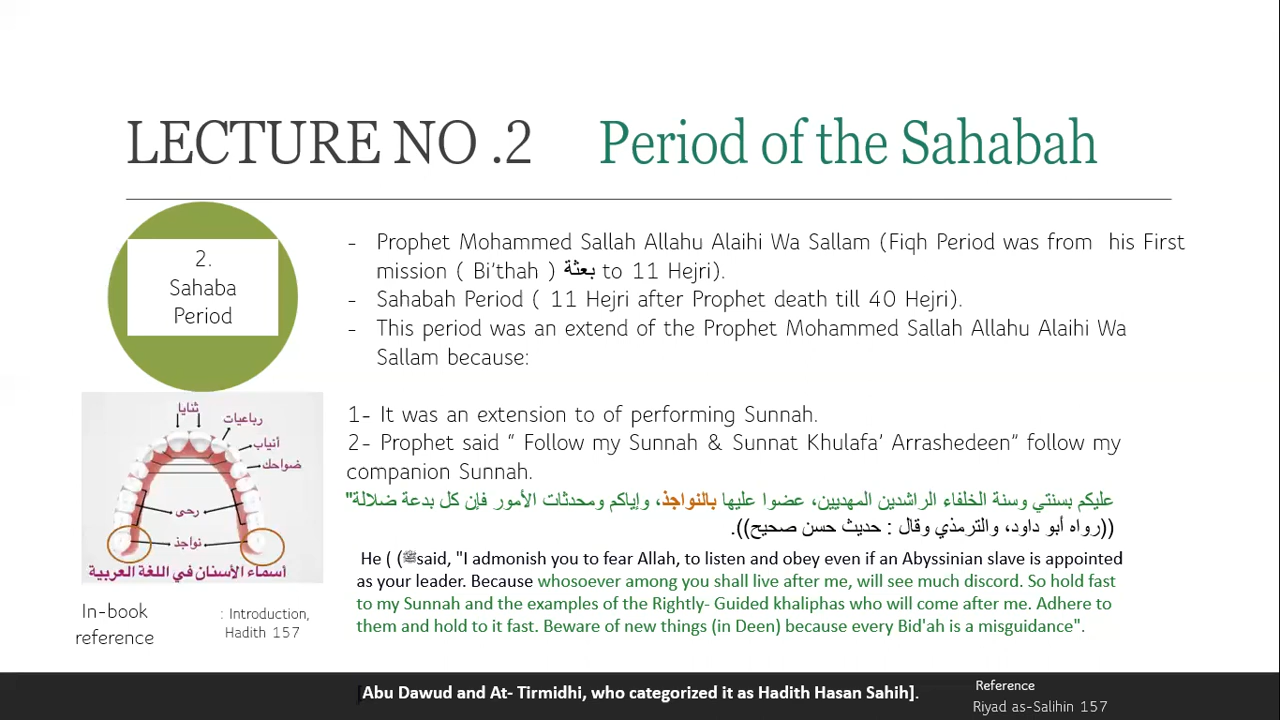 LECTURE NO .2 Period of the Sahabah
2.
Sahaba
Period
- Prophet Mohammed Sallah Allahu Alaihi Wa Sallam (Fiqh Period was from his First
mission ( Bi’thah ) بعثة to 11 Hejri).
- Sahabah Period ( 11 Hejri after Prophet death till 40 Hejri).
- This period was an extend of the Prophet Mohammed Sallah Allahu Alaihi Wa
Sallam because:
1- It was an extension to of performing Sunnah.
2- Prophet said “ Follow my Sunnah & Sunnat Khulafa’ Arrashedeen” follow my
companion Sunnah.
عليكم بسنتي وسنة الخلفاء الراشدين المهديين، عضوا عليها بالنواجذ، وإياكم ومحدثات الأمور فإن كل بدعة ضلالة"
((رواه أبو داود، والترمذي وقال : حديث حسن صحيح)).
He ( (ﷺsaid, "I admonish you to fear Allah, to listen and obey even if an Abyssinian slave is appointed
as your leader. Because whosoever among you shall live after me, will see much discord. So hold fast
to my Sunnah and the examples of the Rightly- Guided khaliphas who will come after me. Adhere to
them and hold to it fast. Beware of new things (in Deen) because every Bid'ah is a misguidance".
ثنايا
رباعيات
أنياب
ضواحك
رحى
نواجذ
أسماء الأسنان في اللغة العربية
In-book
reference
: Introduction,
Hadith 157
[Abu Dawud and At- Tirmidhi, who categorized it as Hadith Hasan Sahih].
Reference
Riyad as-Salihin 157